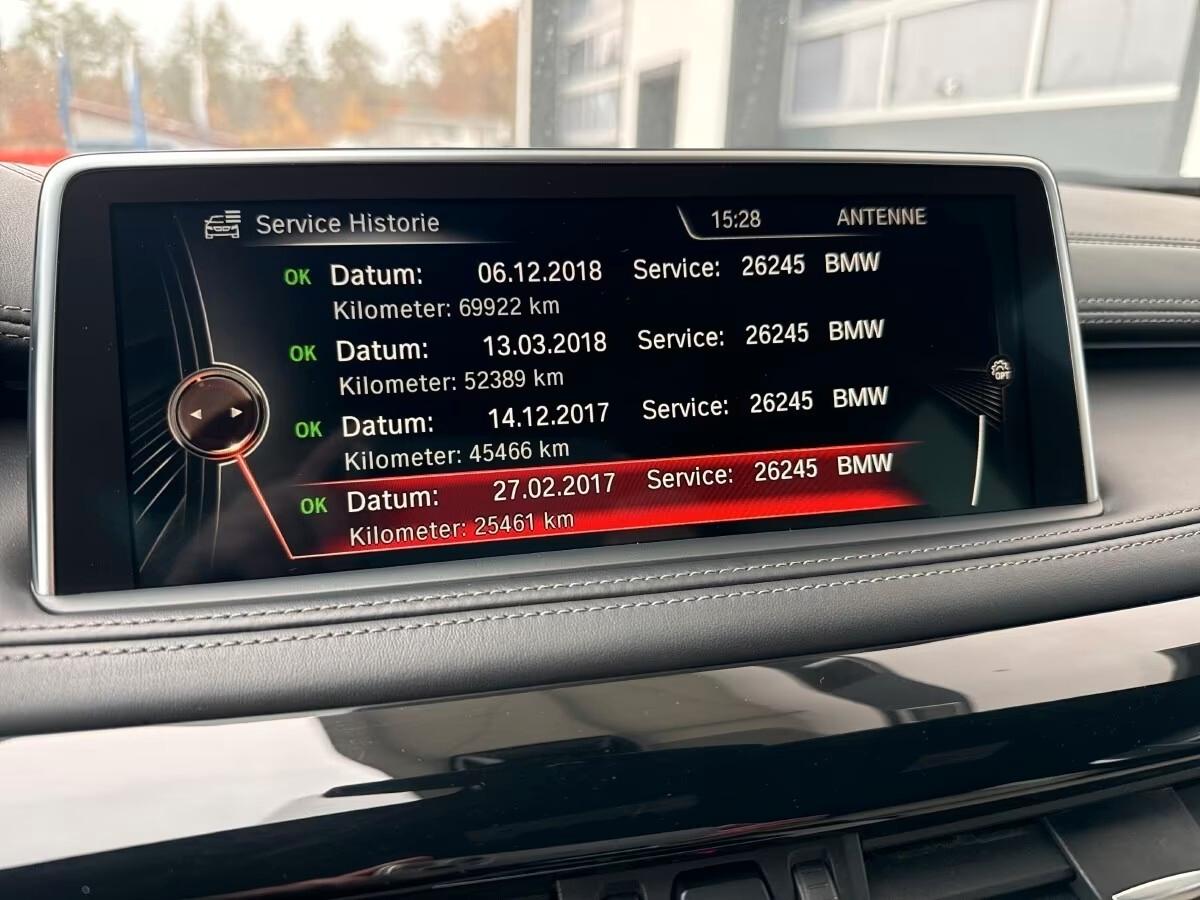 Service Historie 15:28 ANTENNE
OK Datum: 06.12.2018 Service: 26245 BMW
Kilometer: 69922 km
OK Datum: 13.03.2018 Service: 26245 BMW
Kilometer: 52389 km
OPT
OK Datum: 14.12.2017 Service: 26245 BMW
Kilometer: 45466 km
OK Datum: 27.02.2017 Service: 26245 BMW
Kilometer: 25461 km